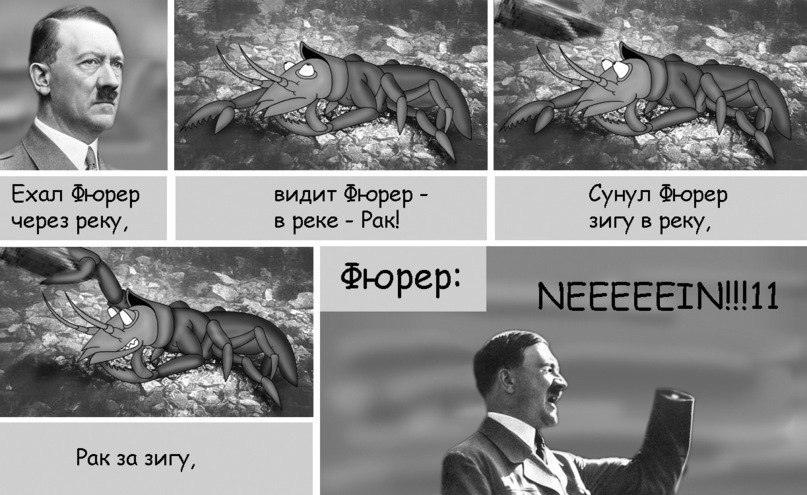 Ехал Фюрер
через реку,
видит Фюрер -
в реке - Рак!
Сунул Фюрер
зигу в реку,
Рак за зигу,
Фюрер:
NEEEEEIN!!!11